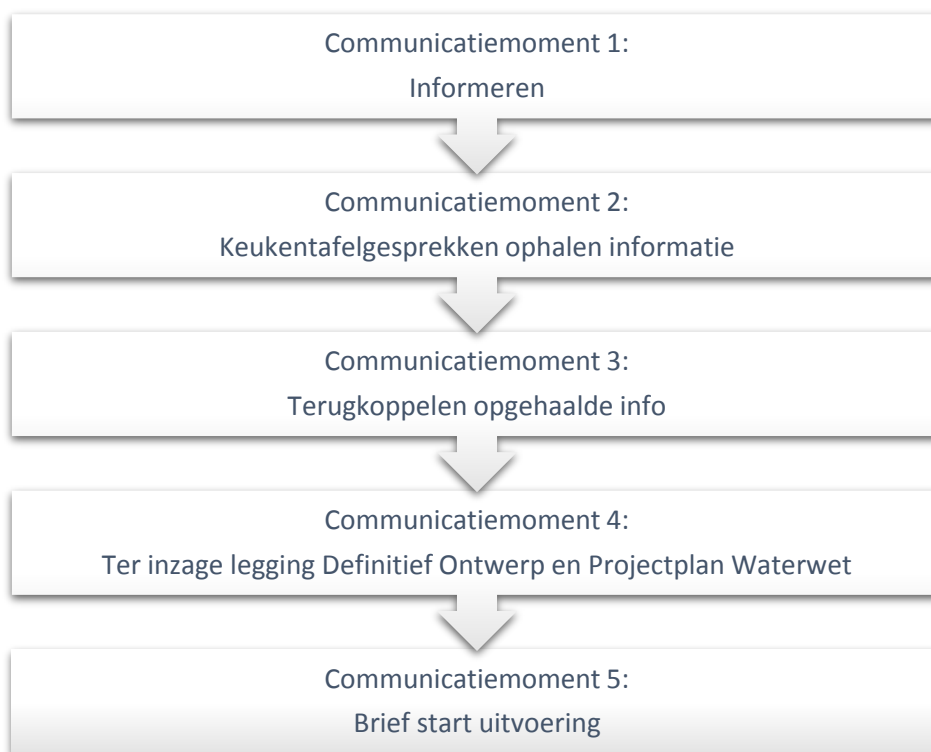 Communicatiemoment 1:
Informeren
Communicatiemoment 2:
Keukentafelgesprekken ophalen informatie
Communicatiemoment 3:
Terugkoppelen opgehaalde info
Communicatiemoment 4:
Ter inzage legging Definitief Ontwerp en Projectplan Waterwet
Communicatiemoment 5:
Brief start uitvoering